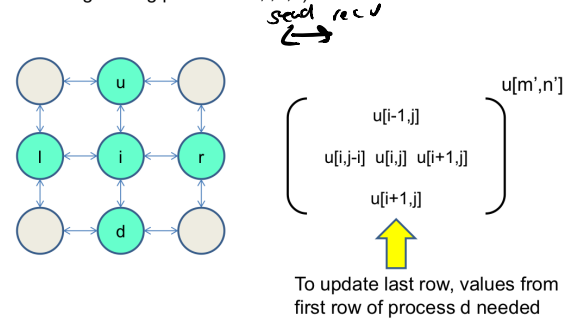 send recv
u
u[m',n']
u[i-1,j]
l i r
u[i,j-i] u[i,j] u[i+1,j]
u[i+1,j]
d
To update last row, values from
first row of process d needed